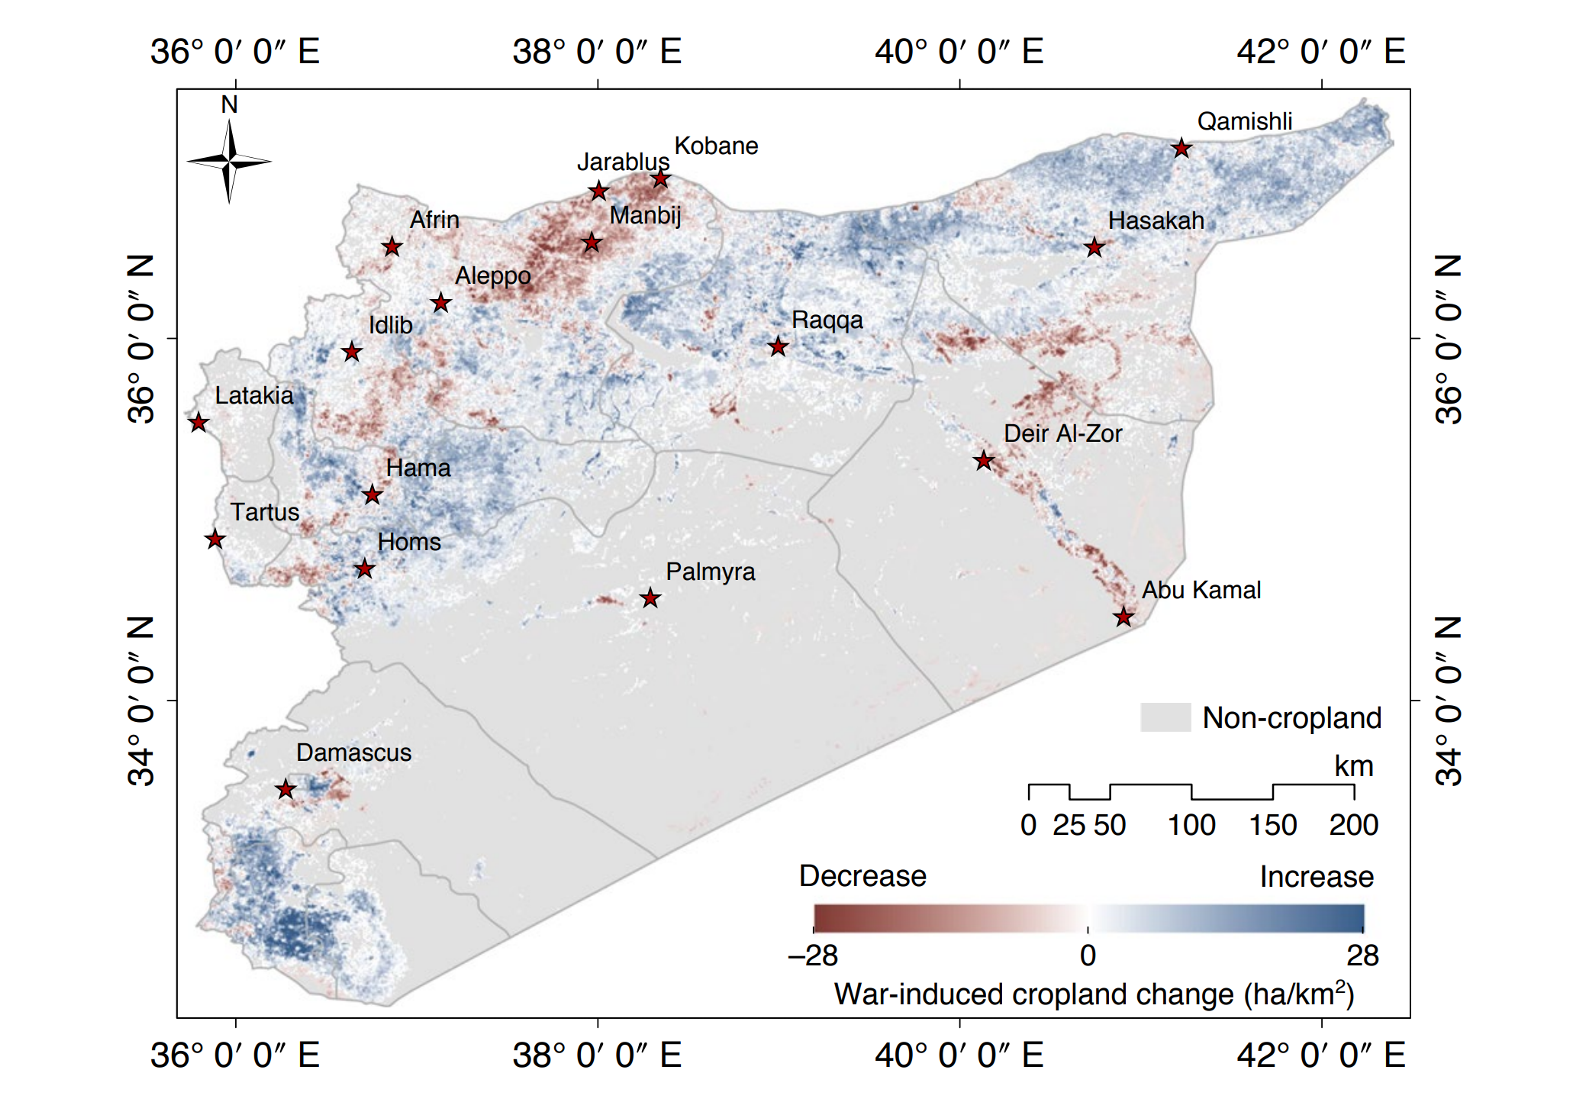 36° 0′ 0″ E 38° 0′ 0″ E 40° 0′ 0″ E 42° 0′ 0″ E
N
Qamishli
Kobane
Jarablus
Afrin
Manbij
Hasakah
Aleppo
36° 0′ 0″ N
36° 0′ 0″ N
Idlib
Raqqa
Latakia
Deir Al-Zor
Hama
Tartus
Homs
Palmyra
Abu Kamal
34° 0′ 0″ N
34° 0′ 0″ N
Non-cropland
Damascus
km
0 25 50 100 150 200
Decrease Increase
–28 0 28
War-induced cropland change (ha/km²)
36° 0′ 0″ E 38° 0′ 0″ E 40° 0′ 0″ E 42° 0′ 0″ E